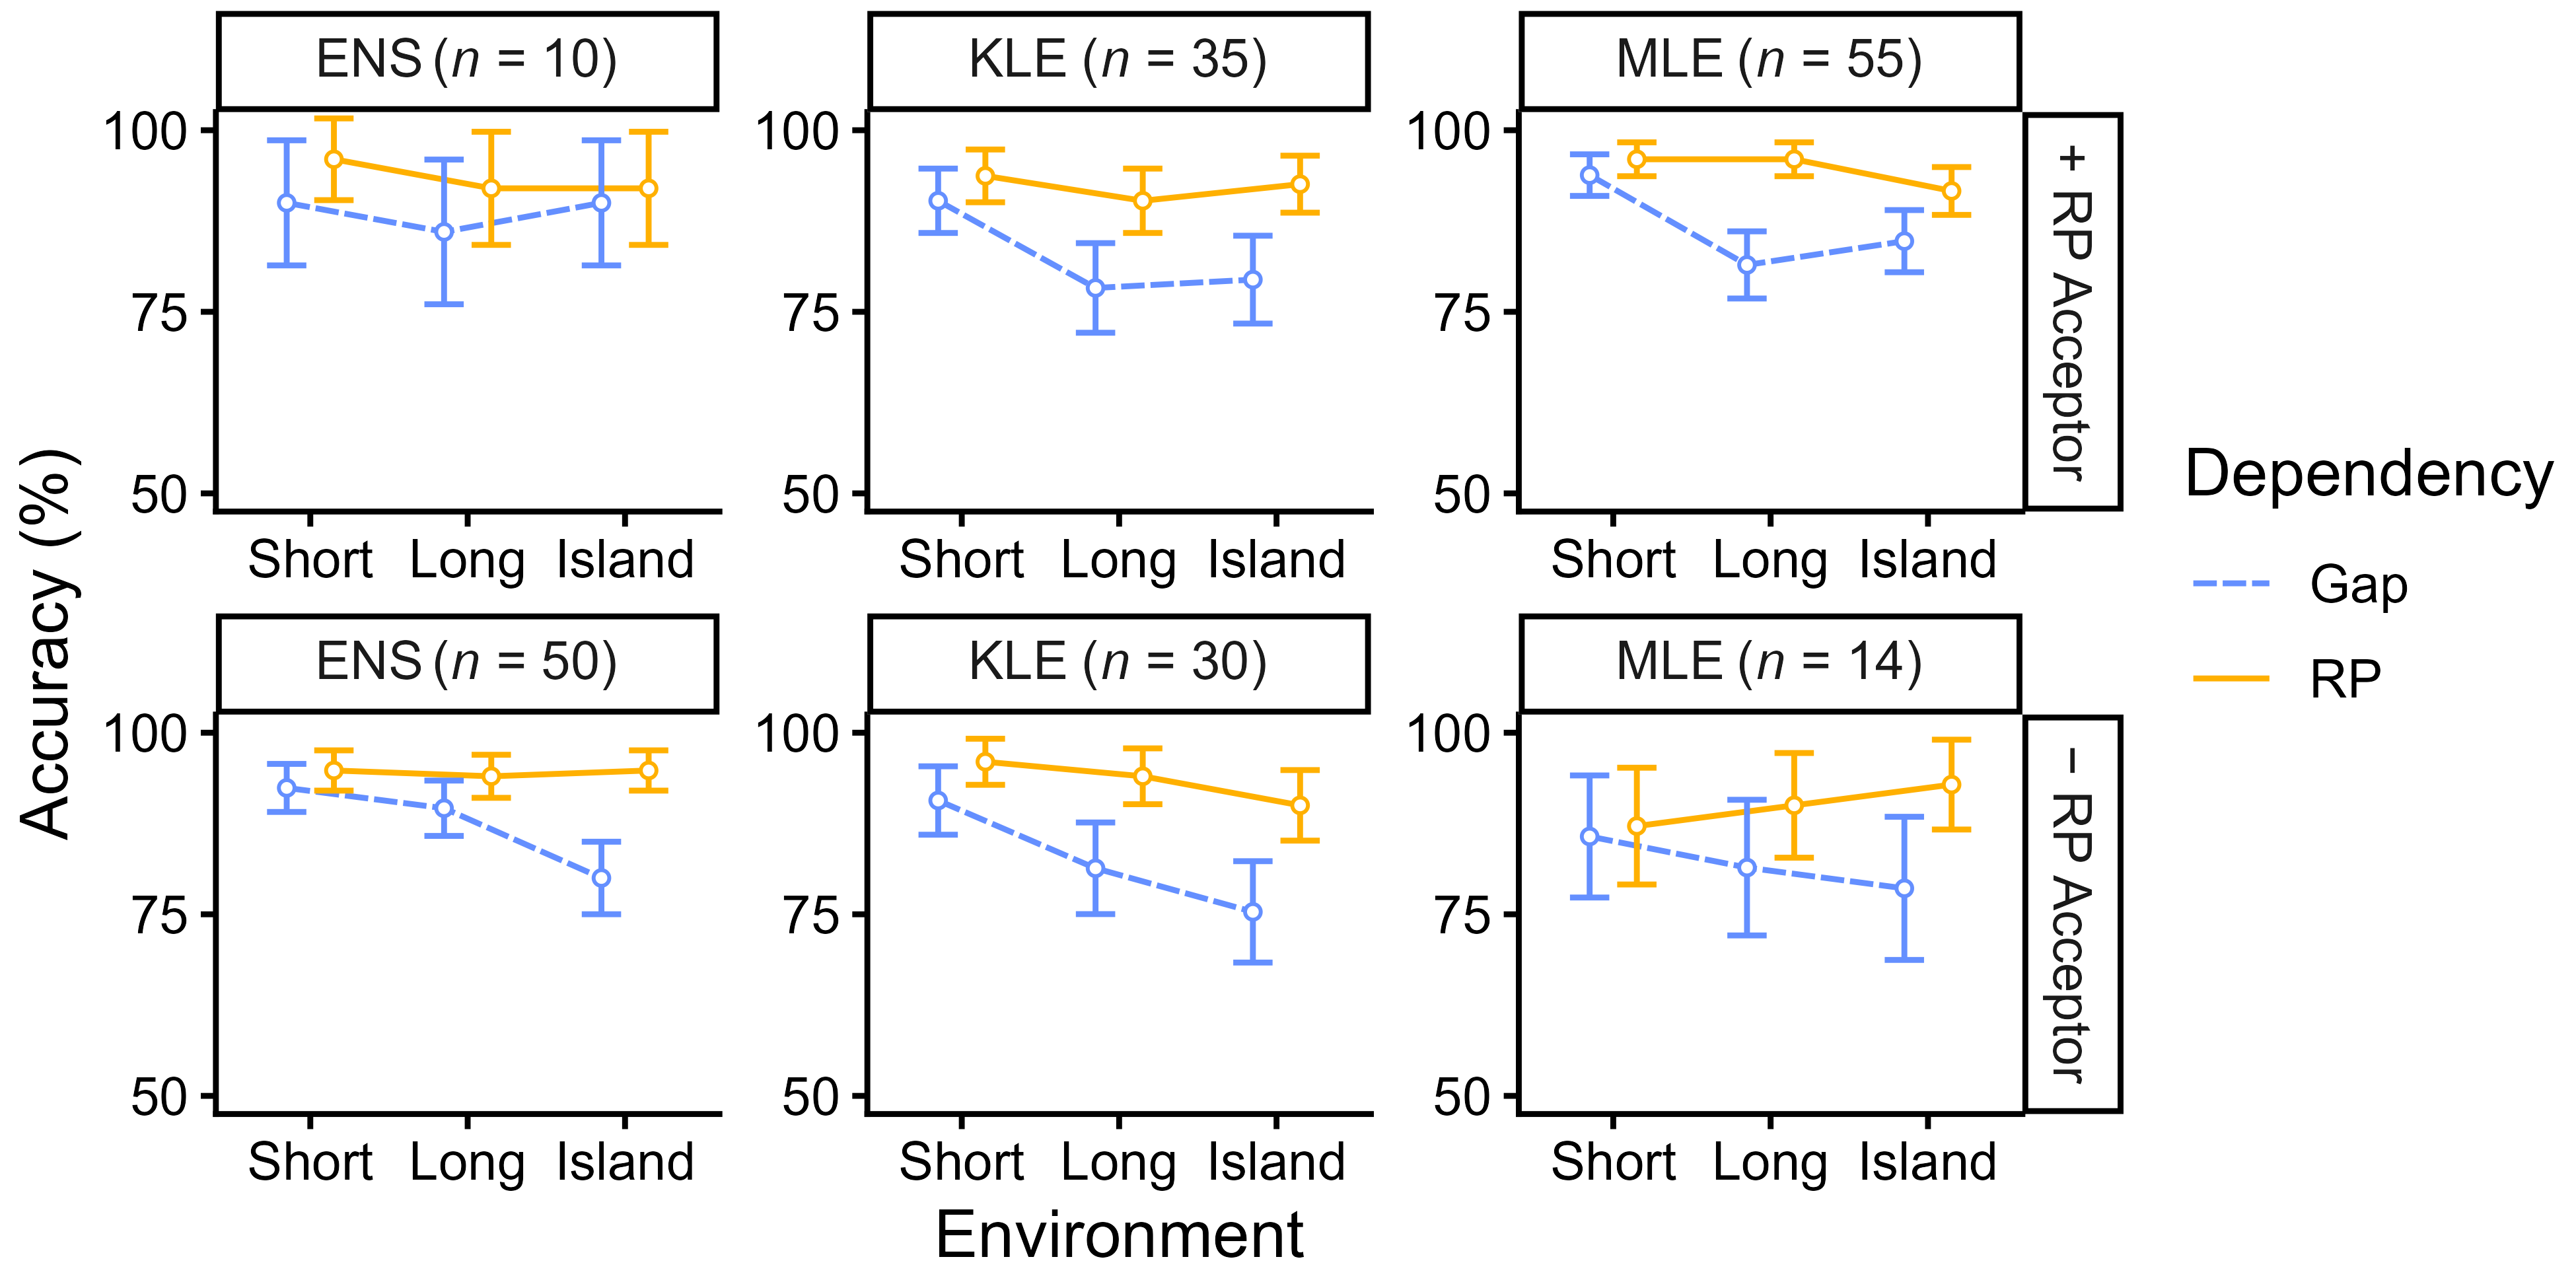 ENS (n = 10)
KLE (n = 35)
MLE (n = 55)
100
75
50
Short Long Island
100
75
50
Short Long Island
100
75
50
Short Long Island
+ RP Acceptor
ENS (n = 50)
KLE (n = 30)
MLE (n = 14)
100
75
50
Short Long Island
100
75
50
Short Long Island
100
75
50
Short Long Island
− RP Acceptor
Accuracy (%)
Environment
Dependency
Gap
RP